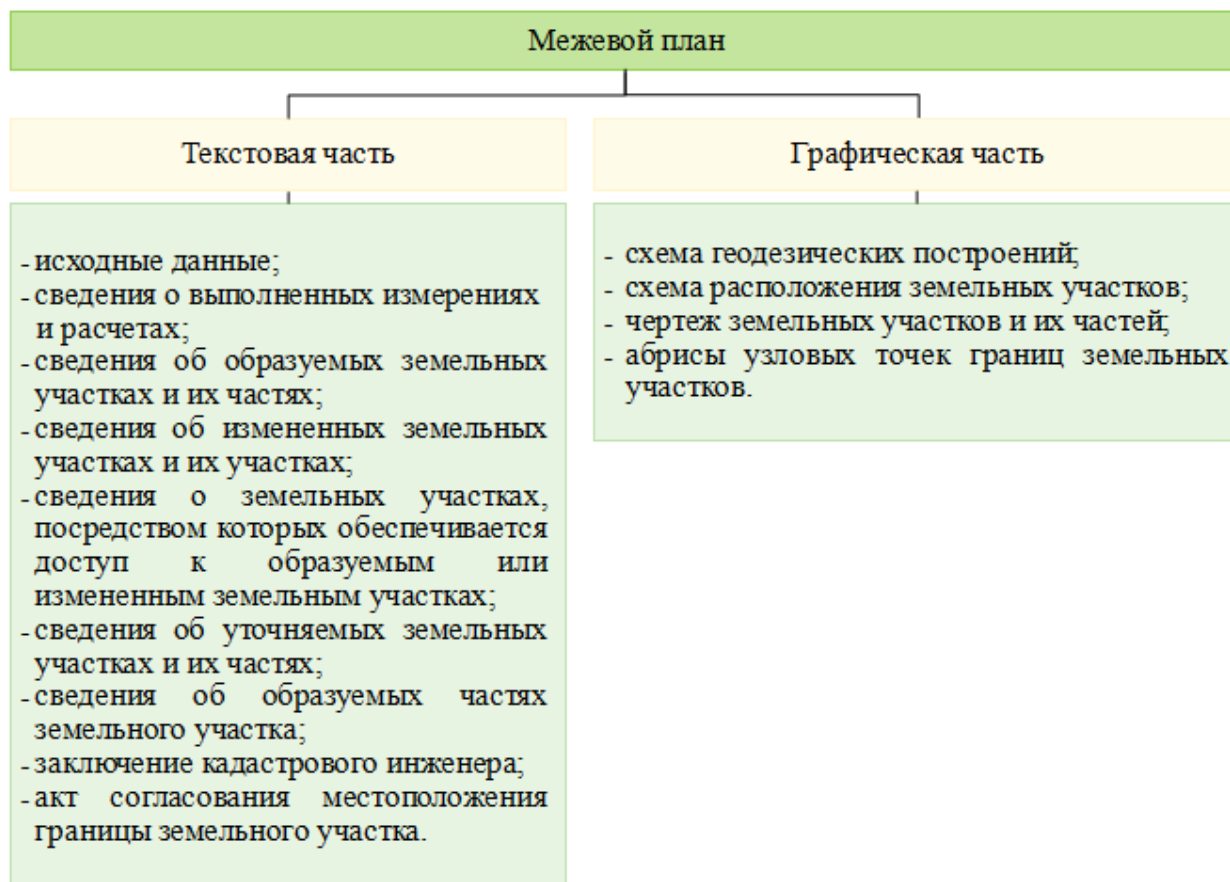 Межевой план
Текстовая часть
Графическая часть
- исходные данные;
- сведения о выполненных измерениях
и расчетах;
- сведения об образуемых земельных
участках и их частях;
- сведения об измененных земельных
участках и их участках;
- сведения о земельных участках,
посредством которых обеспечивается
доступ к образуемым или
измененным земельным участках;
- сведения об уточняемых земельных
участках и их частях;
- сведения об образуемых частях
земельного участка;
- заключение кадастрового инженера;
- акт согласования местоположения
границы земельного участка.
- схема геодезических построений;
- схема расположения земельных участков;
- чертеж земельных участков и их частей;
- абрисы узловых точек границ земельных
участков.